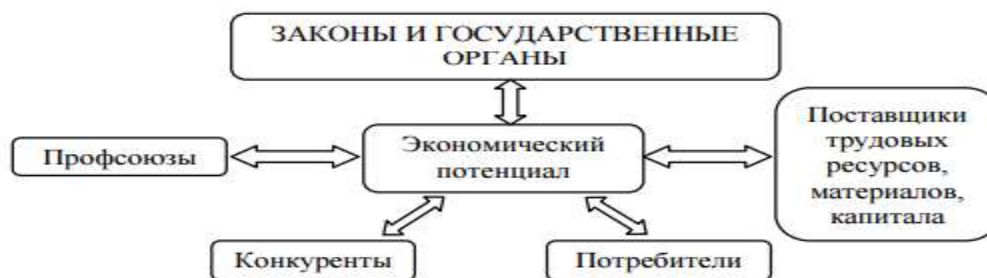 ЗАКОНЫ И ГОСУДАРСТВЕННЫЕ
ОРГАНЫ
Профсоюзы
Экономический
потенциал
Поставщики
трудовых
ресурсов,
материалов,
капитала
Конкуренты
Потребители